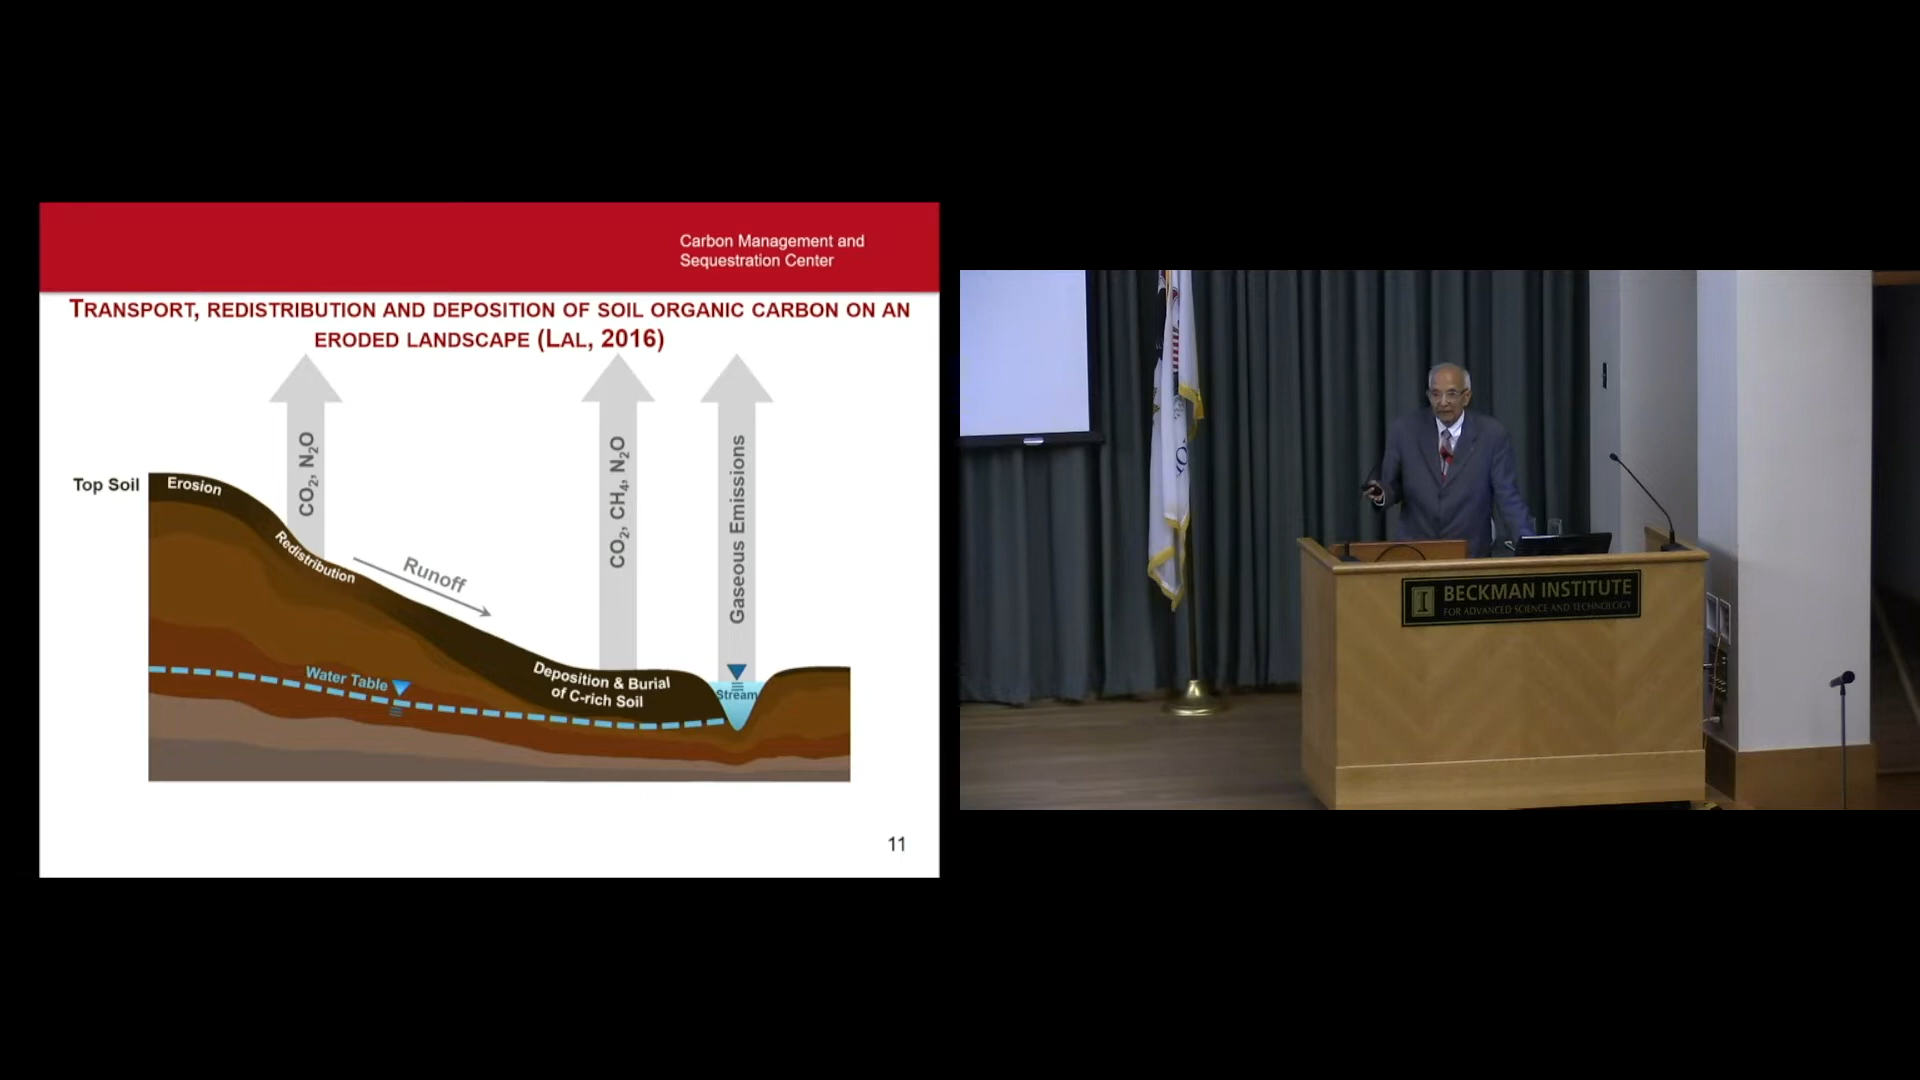 Carbon Management and
Sequestration Center
TRANSPORT, REDISTRIBUTION AND DEPOSITION OF SOIL ORGANIC CARBON ON AN
ERODED LANDSCAPE (LAL, 2016)
CO₂, N₂O
CO₂, CH₄, N₂O
Gaseous Emissions
Top Soil
Erosion
Redistribution
Runoff
Water Table
Deposition & Burial
of C-rich Soil
Stream
11
I
BECKMAN INSTITUTE
FOR ADVANCED SCIENCE AND TECHNOLOGY